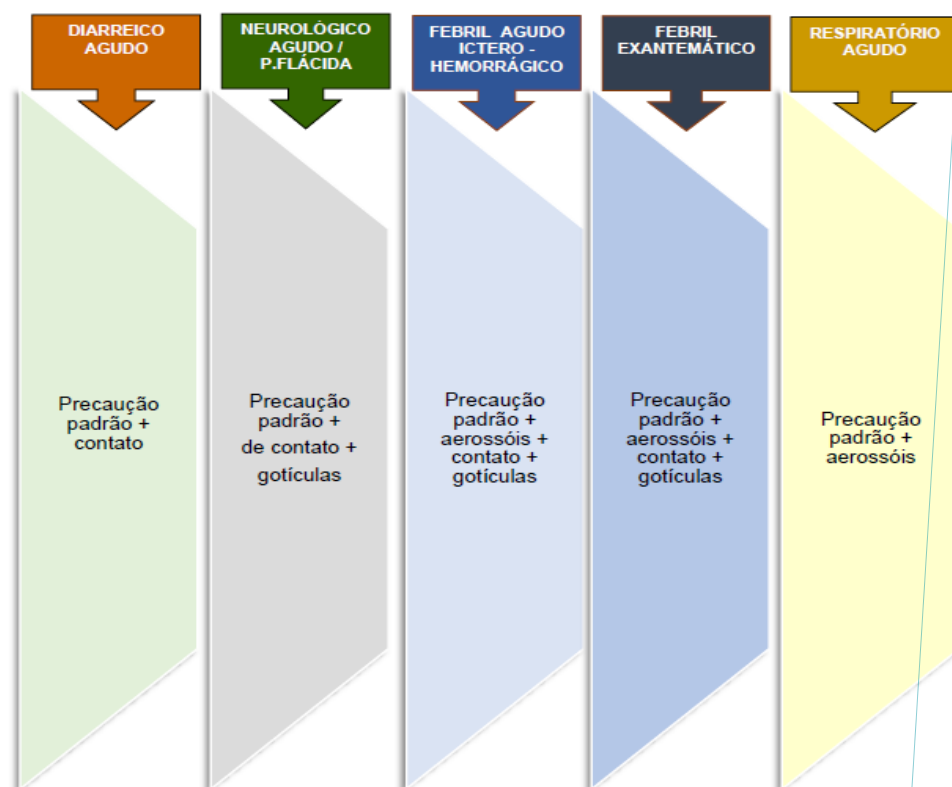 DIARREICO
AGUDO
NEUROLÓGICO
AGUDO /
P.FLÁCIDA
FEBRIL AGUDO
ICTERO -
HEMORRÁGICO
FEBRIL
EXANTEMÁTICO
RESPIRATÓRIO
AGUDO
Precaução
padrão +
contato
Precaução
padrão +
de contato +
gotículas
Precaução
padrão +
aerossóis +
contato +
gotículas
Precaução
padrão +
aerossóis +
contato +
gotículas
Precaução
padrão +
aerossóis